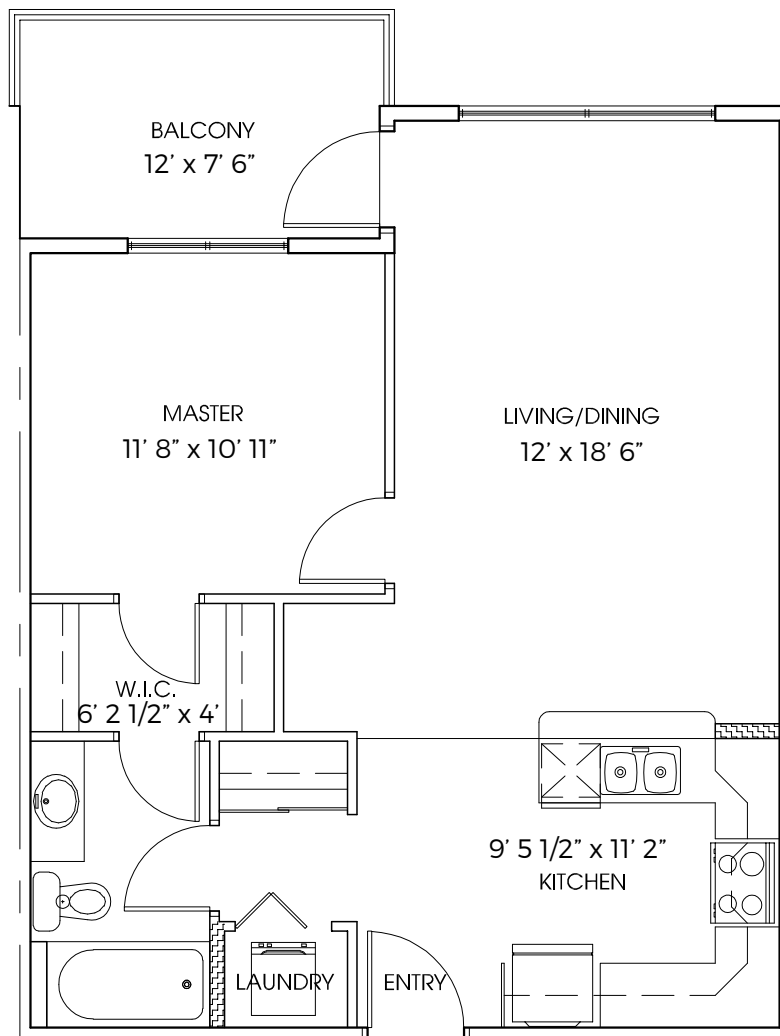 BALCONY
12’ x 7’ 6”
MASTER
11’ 8” x 10’ 11”
LIVING/DINING
12’ x 18’ 6”
W.I.C.
6’ 2 1/2” x 4’
9’ 5 1/2” x 11’ 2”
KITCHEN
LAUNDRY
ENTRY